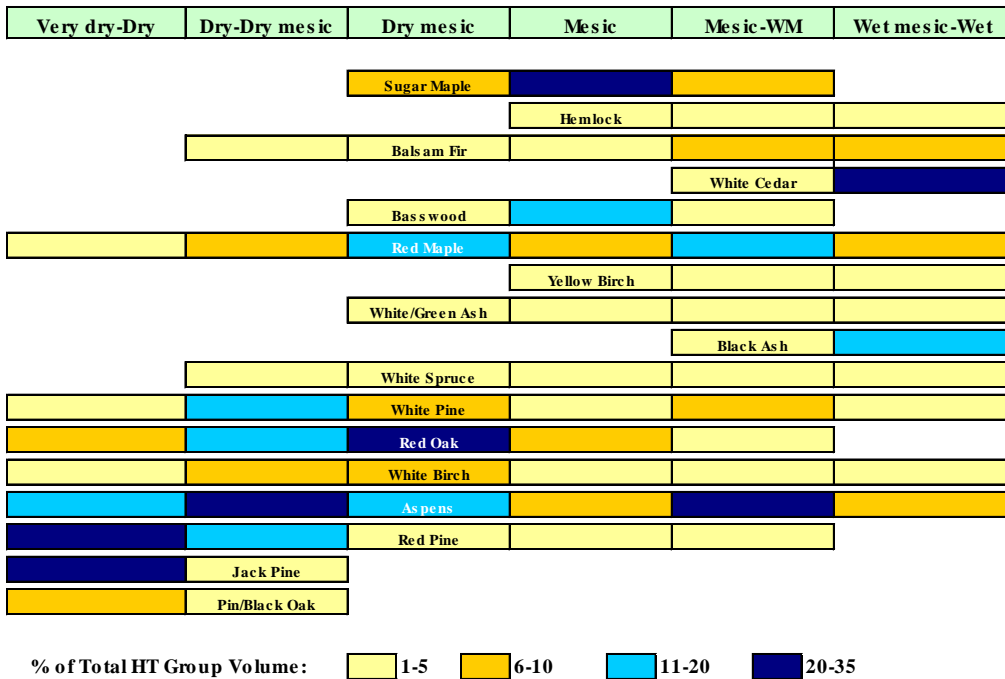 Very dry-Dry Dry-Dry mesic Dry mesic Mesic Mesic-WM Wet mesic-Wet
Sugar Maple
Hemlock
Balsam Fir
White Cedar
Basswood
Red Maple
Yellow Birch
White/Green Ash
Black Ash
White Spruce
White Pine
Red Oak
White Birch
Aspens
Red Pine
Jack Pine
Pin/Black Oak
% of Total HT Group Volume: 1-5 6-10 11-20 20-35